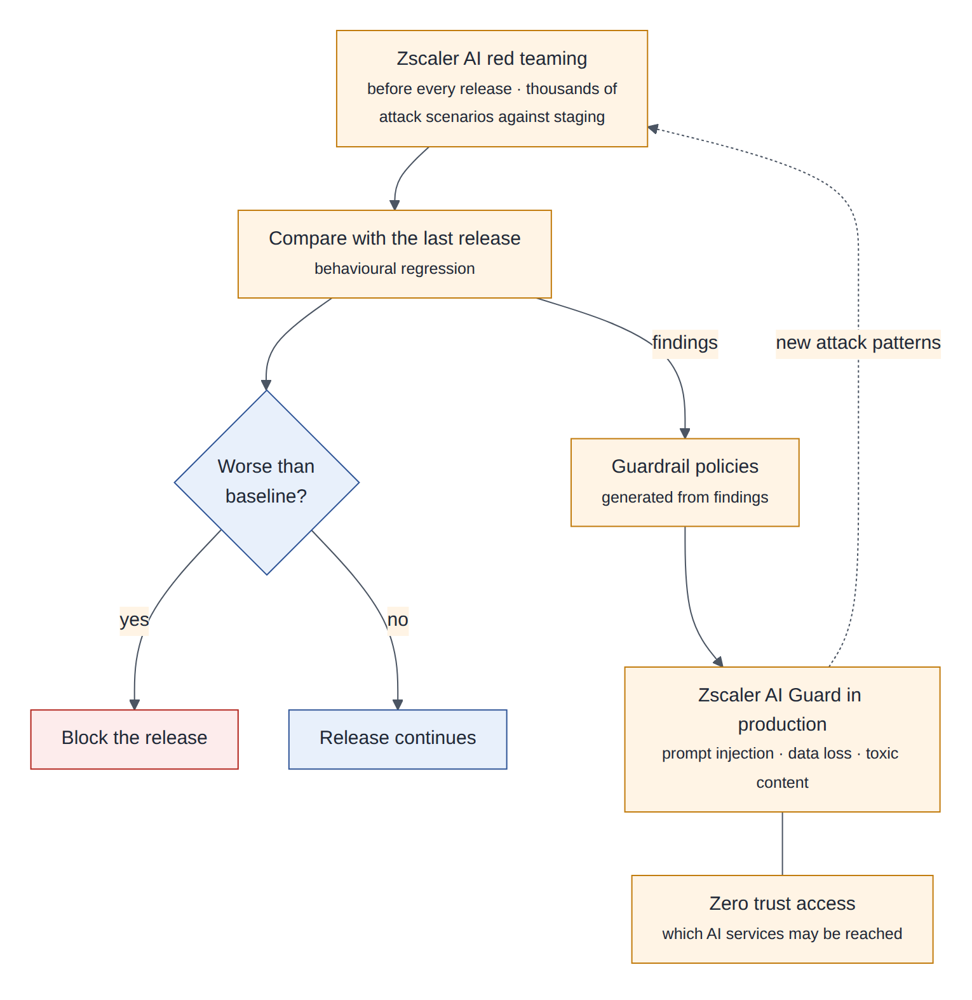 Zscaler AI red teaming
before every release · thousands of
attack scenarios against staging
Compare with the last release
behavioural regression
findings
new attack patterns
Worse than
baseline?
Guardrail policies
generated from findings
yes
no
Block the release
Release continues
Zscaler AI Guard in
production
prompt injection · data loss · toxic
content
Zero trust access
which AI services may be reached